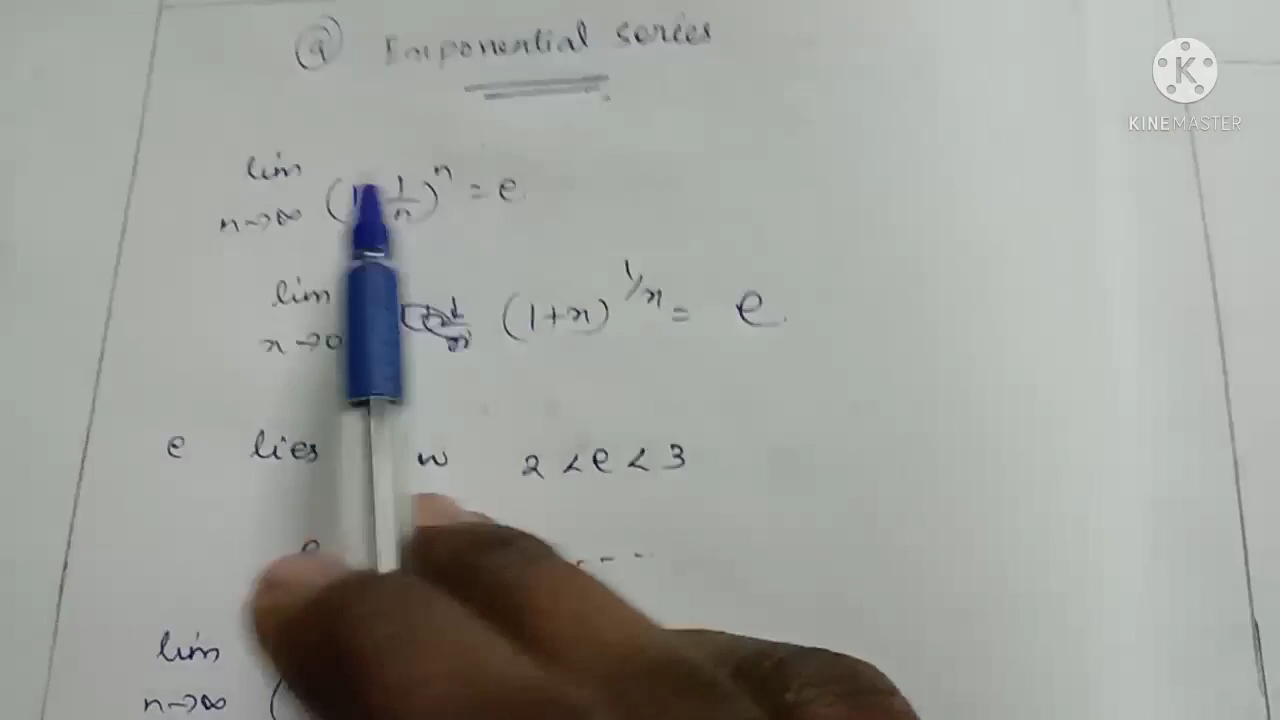 Exponential series
KINEMASTER
lim
n→∞ (1 1/n)^n = e
lim
x→0 (1+x)^1/x = e.
e lies w 2 < e < 3
lim
n→∞ (